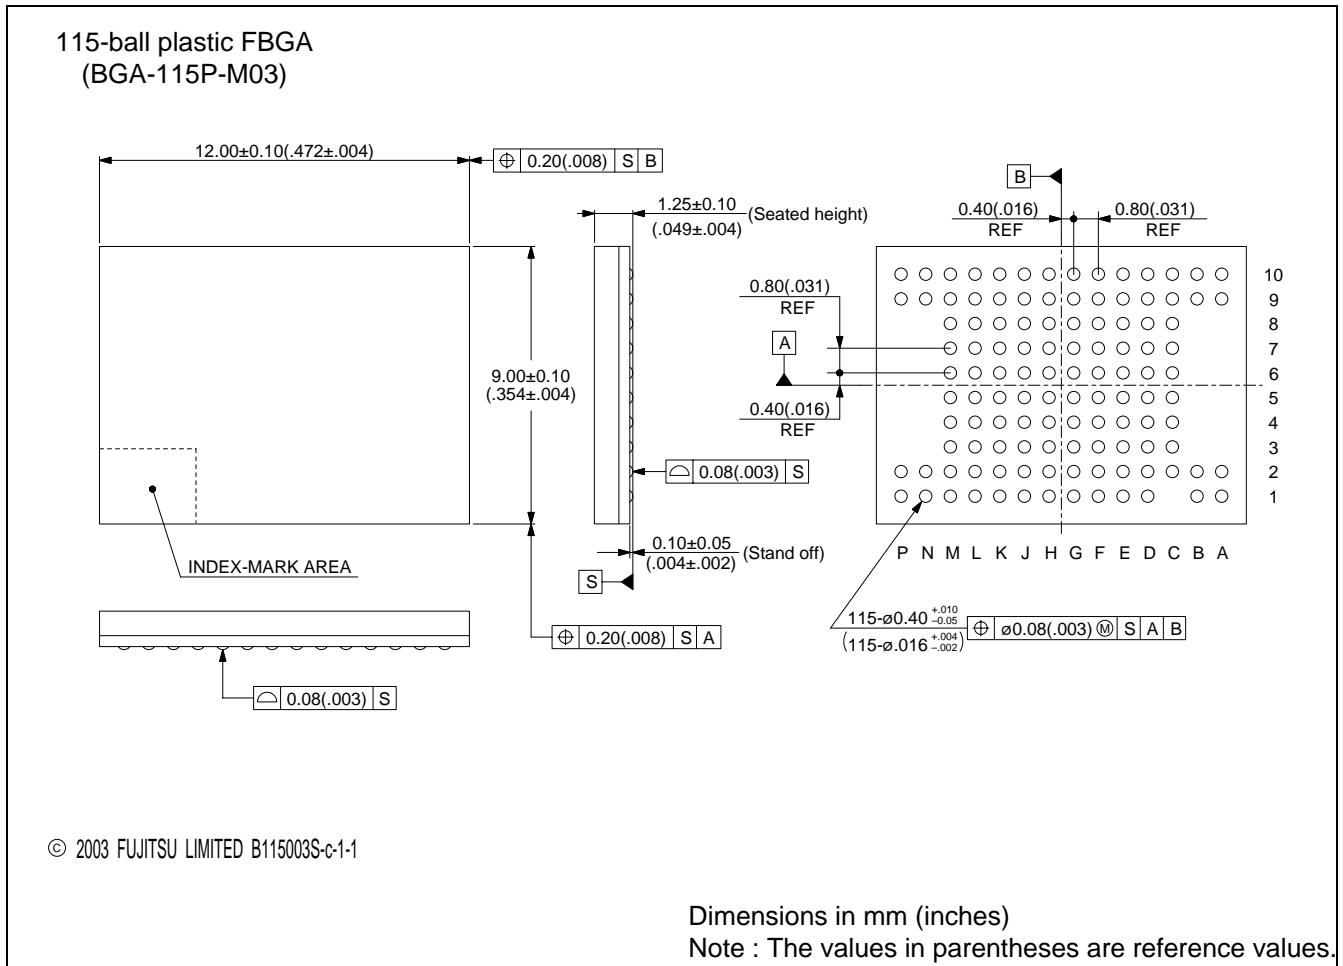 115-ball plastic FBGA
(BGA-115P-M03)
12.00±0.10(.472±.004)
⌖ 0.20(.008) S B
1.25±0.10
(.049±.004)
(Seated height)
B
0.40(.016)
REF
0.80(.031)
REF
0.80(.031)
REF
A
0.40(.016)
REF
10
9
8
7
6
5
4
3
2
1
P N M L K J H G F E D C B A
9.00±0.10
(.354±.004)
⌓ 0.08(.003) S
INDEX-MARK AREA
0.10±0.05
(.004±.002)
(Stand off)
S
⌖ 0.20(.008) S A
115-ø0.40 +.010 –0.05
(115-ø.016 +.004 –.002)
⌖ ø0.08(.003) Ⓜ S A B
⌓ 0.08(.003) S
© 2003 FUJITSU LIMITED B115003S-c-1-1
Dimensions in mm (inches)
Note : The values in parentheses are reference values.